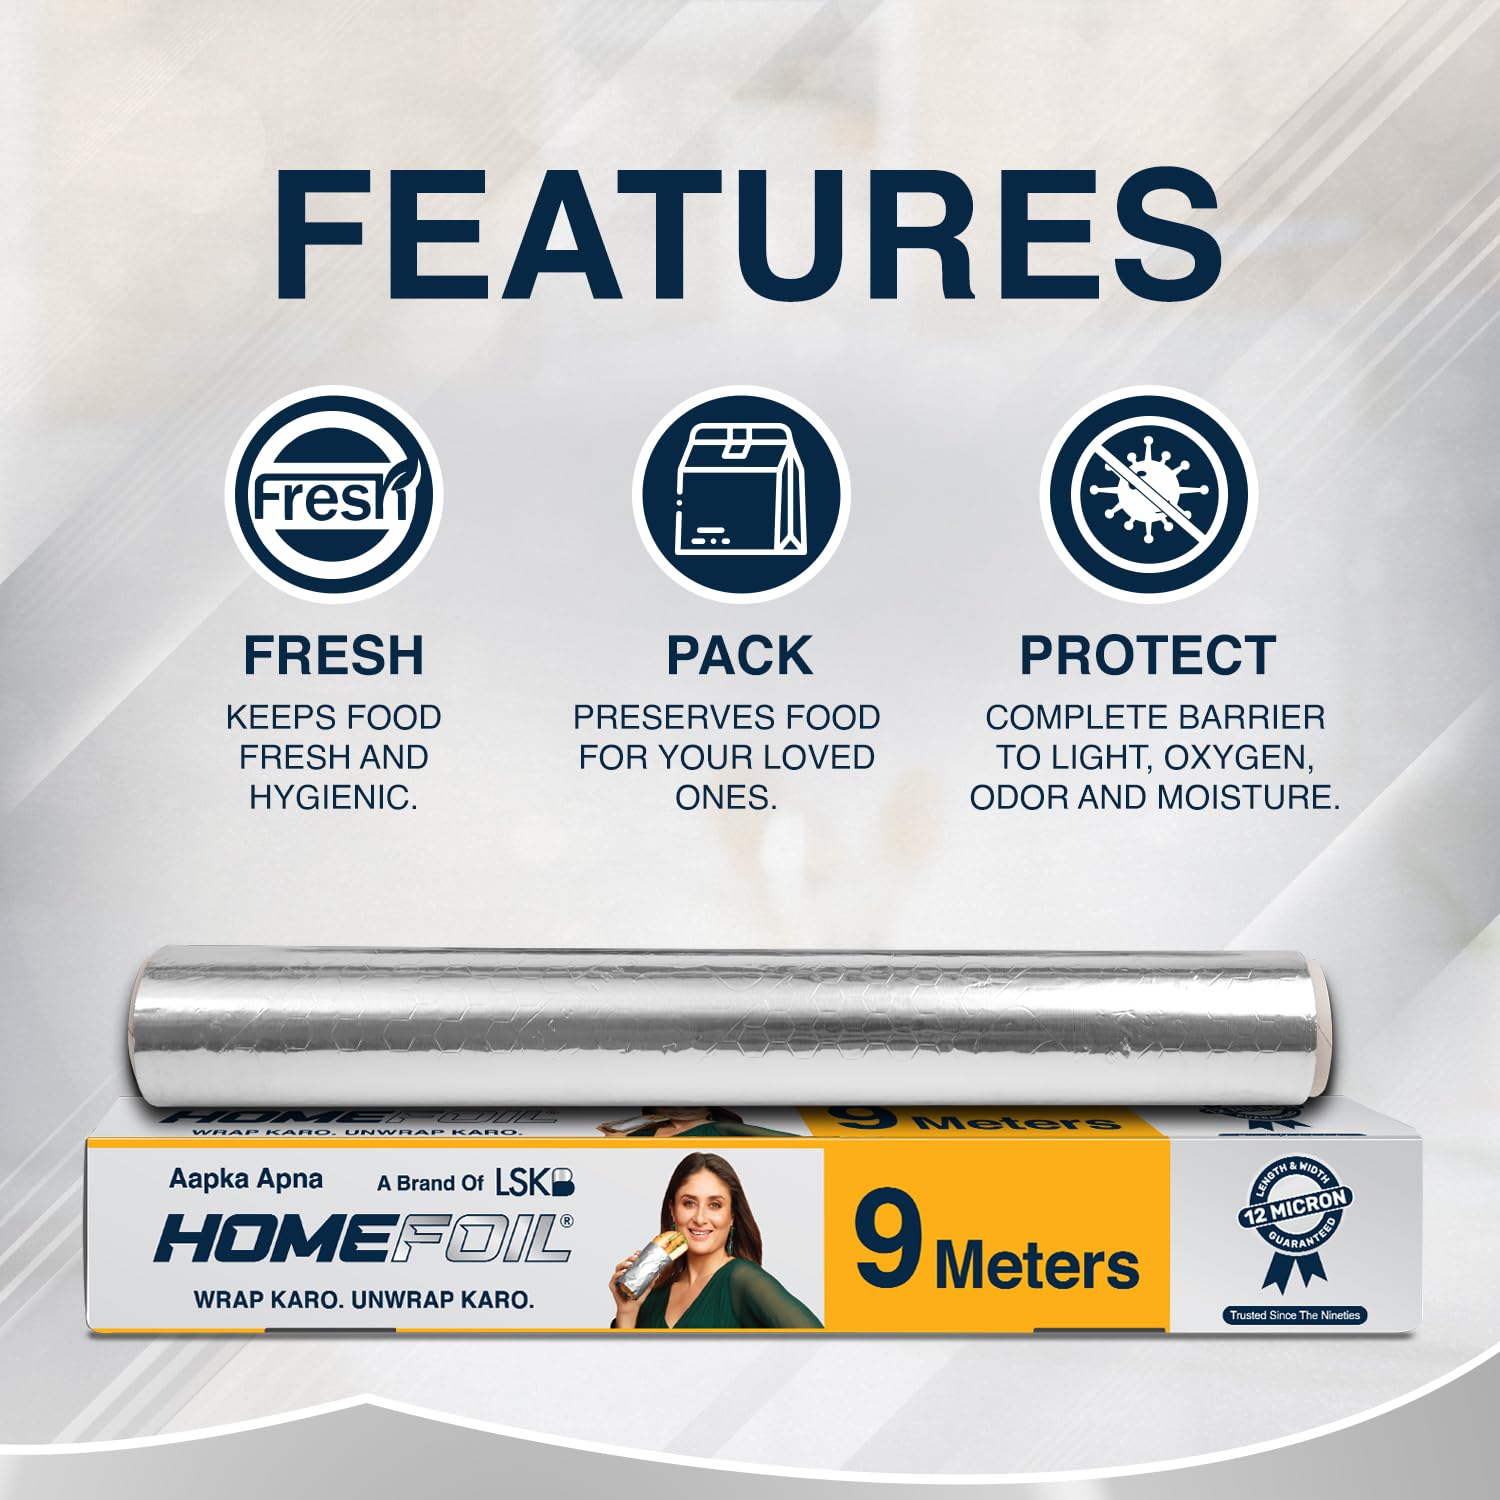 FEATURES
Fresh
FRESH
KEEPS FOOD
FRESH AND
HYGIENIC.
PACK
PRESERVES FOOD
FOR YOUR LOVED
ONES.
PROTECT
COMPLETE BARRIER
TO LIGHT, OXYGEN,
ODOR AND MOISTURE.
HOMEFOIL
WRAP KARO. UNWRAP KARO.
9 Meters
Aapka Apna
A Brand Of LSKB
HOMEFOIL®
WRAP KARO. UNWRAP KARO.
9 Meters
LENGTH & WIDTH
12 MICRON
GUARANTEED
Trusted Since The Nineties